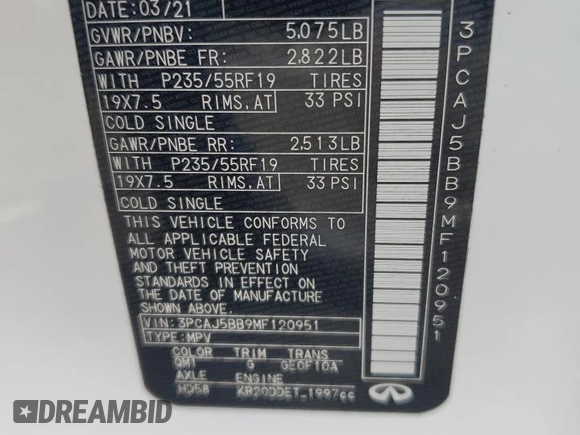 DATE: 03/21
GVWR/PNBV: 5,075LB
GAWR/PNBE FR: 2,822LB
WITH P235/55RF19 TIRES
19X7.5 RIMS.AT 33 PSI
COLD SINGLE
GAWR/PNBE RR: 2,513LB
WITH P235/55RF19 TIRES
19X7.5 RIMS.AT 33 PSI
COLD SINGLE
THIS VEHICLE CONFORMS TO
ALL APPLICABLE FEDERAL
MOTOR VEHICLE SAFETY
AND THEFT PREVENTION
STANDARDS IN EFFECT ON
THE DATE OF MANUFACTURE
SHOWN ABOVE.
VIN: 3PCAJ5BB9MF120951
TYPE: MPV
COLOR TRIM TRANS
QM1 G GE0F10A
AXLE ENGINE
HD58 KR20DDET 1997cc
3PCAJ5BB9MF120951
DREAMBID